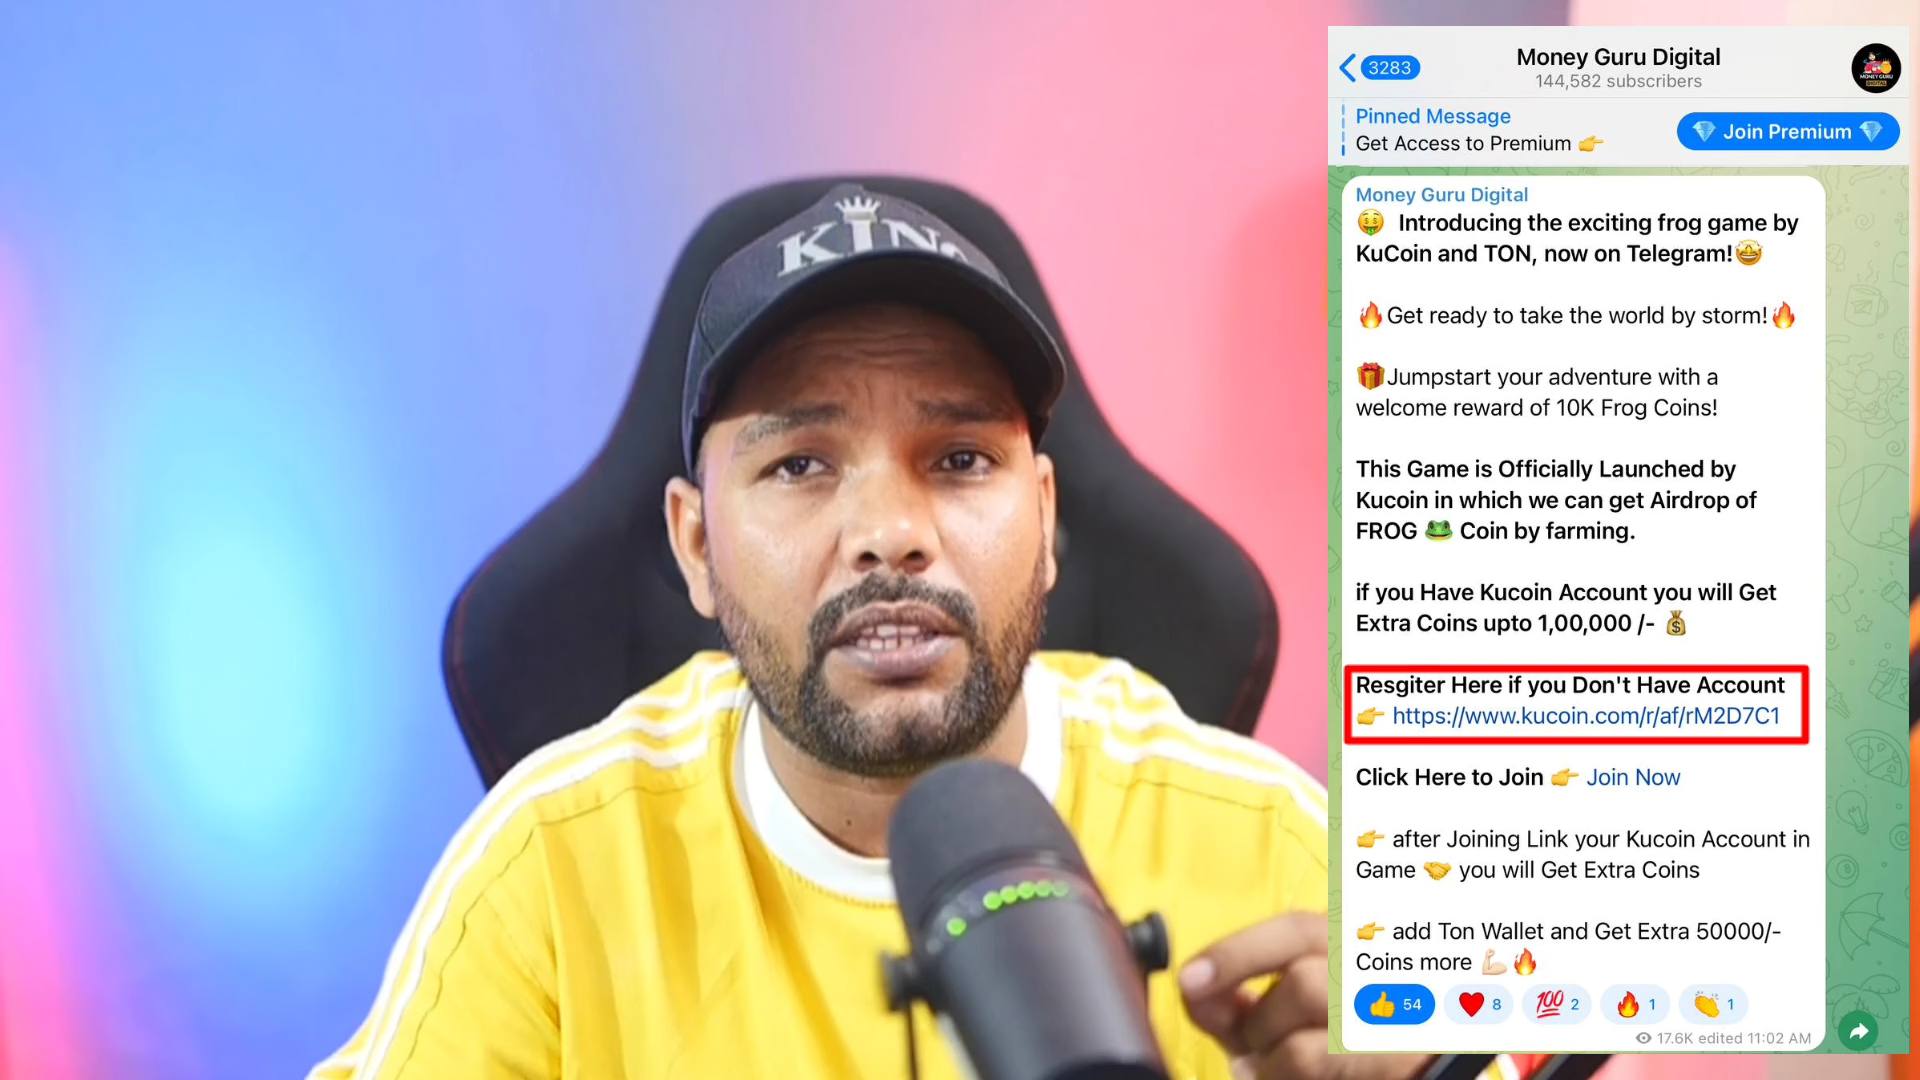 KING
3283
Money Guru Digital
144,582 subscribers
MONEY GURU
DIGITAL
Pinned Message
Get Access to Premium 👉
💎 Join Premium 💎
Money Guru Digital
🤑 Introducing the exciting frog game by
KuCoin and TON, now on Telegram!🤩
🔥Get ready to take the world by storm!🔥
🎁Jumpstart your adventure with a
welcome reward of 10K Frog Coins!
This Game is Officially Launched by
Kucoin in which we can get Airdrop of
FROG 🐸 Coin by farming.
if you Have Kucoin Account you will Get
Extra Coins upto 1,00,000 /- 💰
Resgiter Here if you Don't Have Account
👉 https://www.kucoin.com/r/af/rM2D7C1
Click Here to Join 👉 Join Now
👉 after Joining Link your Kucoin Account in
Game 🤝 you will Get Extra Coins
👉 add Ton Wallet and Get Extra 50000/-
Coins more 💪🏻🔥
👍 54 ❤️ 8 💯 2 🔥 1 👏 1
17.6K edited 11:02 AM